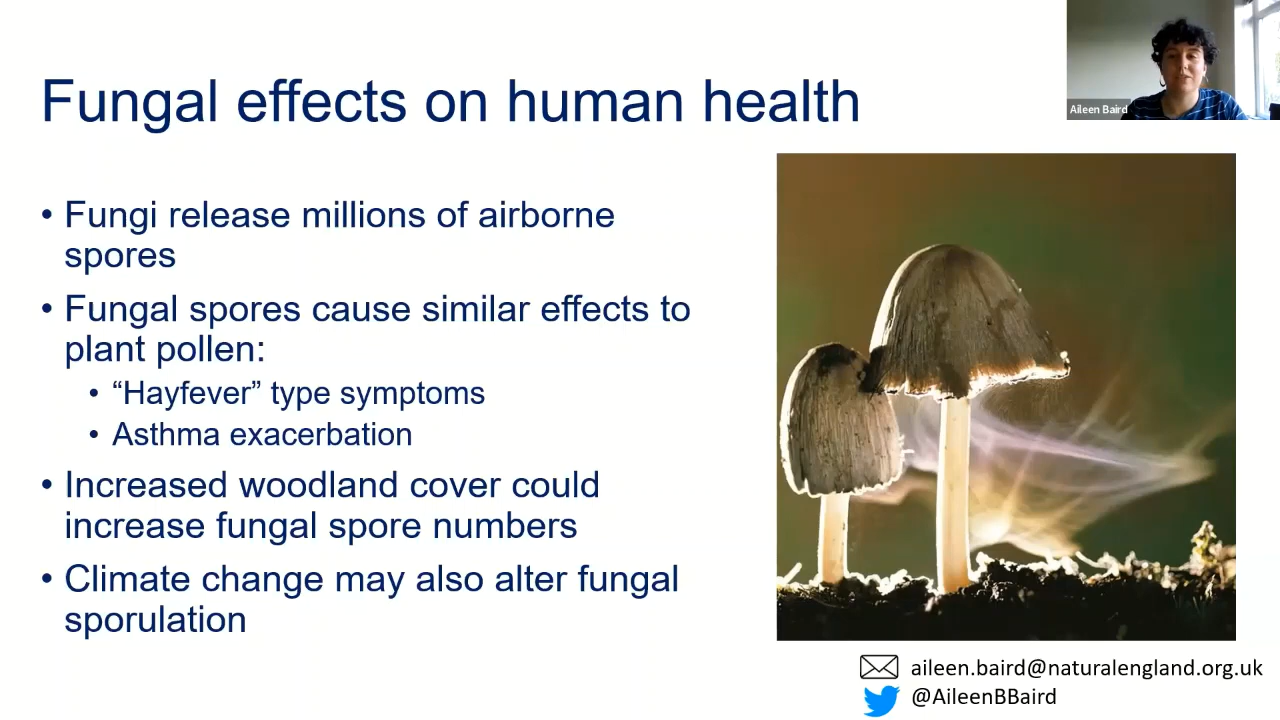 Fungal effects on human health
Aileen Baird
• Fungi release millions of airborne
spores
• Fungal spores cause similar effects to
plant pollen:
• “Hayfever” type symptoms
• Asthma exacerbation
• Increased woodland cover could
increase fungal spore numbers
• Climate change may also alter fungal
sporulation
aileen.baird@naturalengland.org.uk
@AileenBBaird